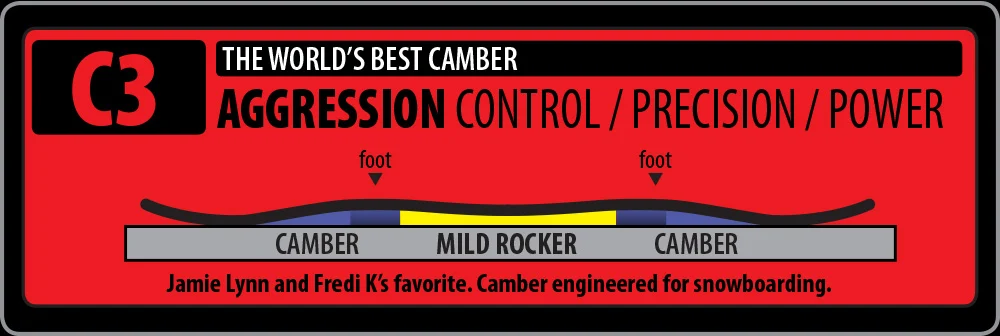 C3
THE WORLD'S BEST CAMBER
AGGRESSION CONTROL / PRECISION / POWER
foot foot
CAMBER MILD ROCKER CAMBER
Jamie Lynn and Fredi K's favorite. Camber engineered for snowboarding.